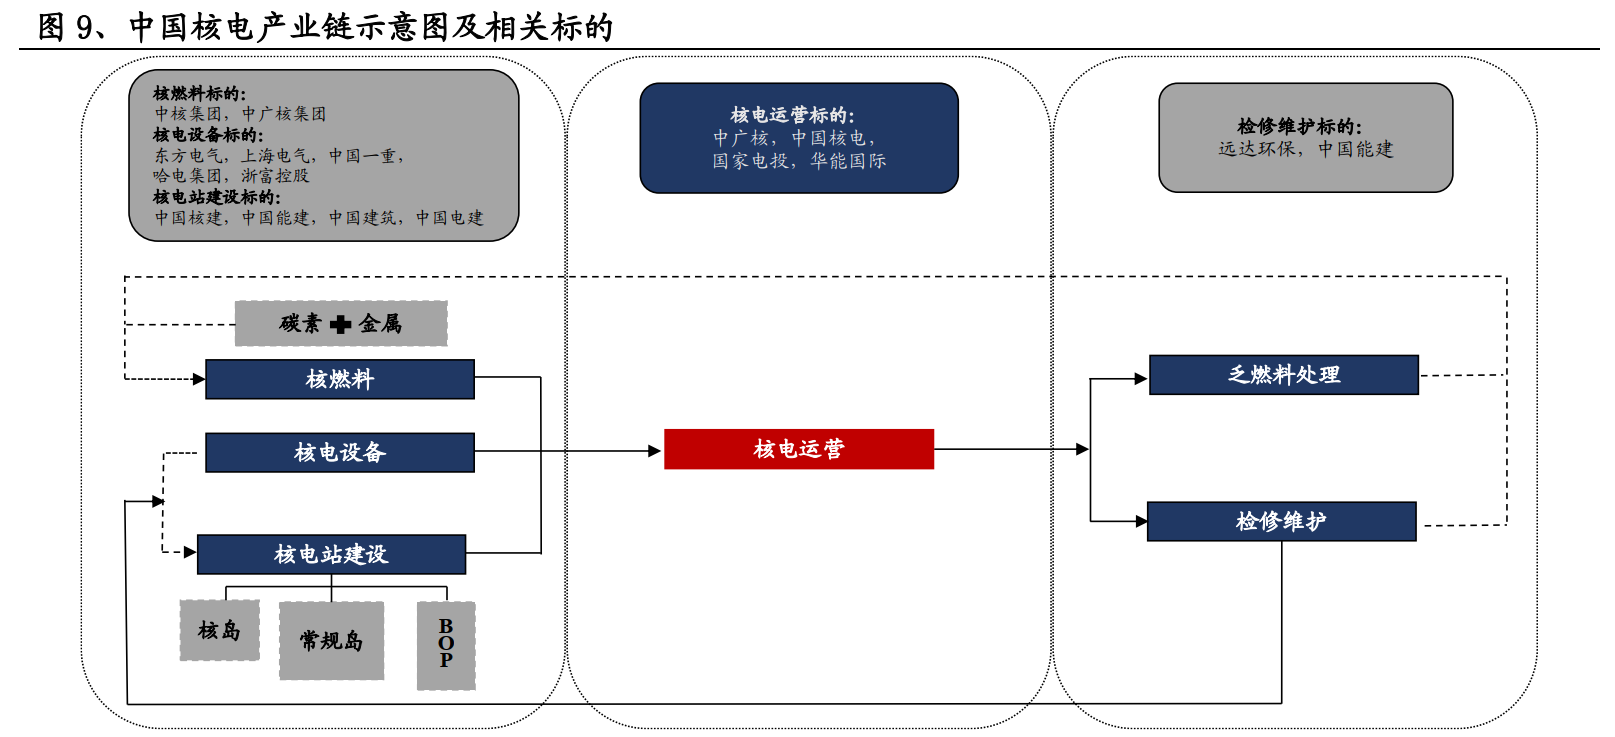 图 9、中国核电产业链示意图及相关标的
核燃料标的：
中核集团，中广核集团
核电设备标的：
东方电气，上海电气，中国一重，
哈电集团，浙富控股
核电站建设标的：
中国核建，中国能建，中国建筑，中国电建
核电运营标的：
中广核，中国核电，
国家电投，华能国际
检修维护标的：
远达环保，中国能建
碳素
金属
核燃料
核电设备
核电站建设
核岛
常规岛
B
O
P
核电运营
乏燃料处理
检修维护